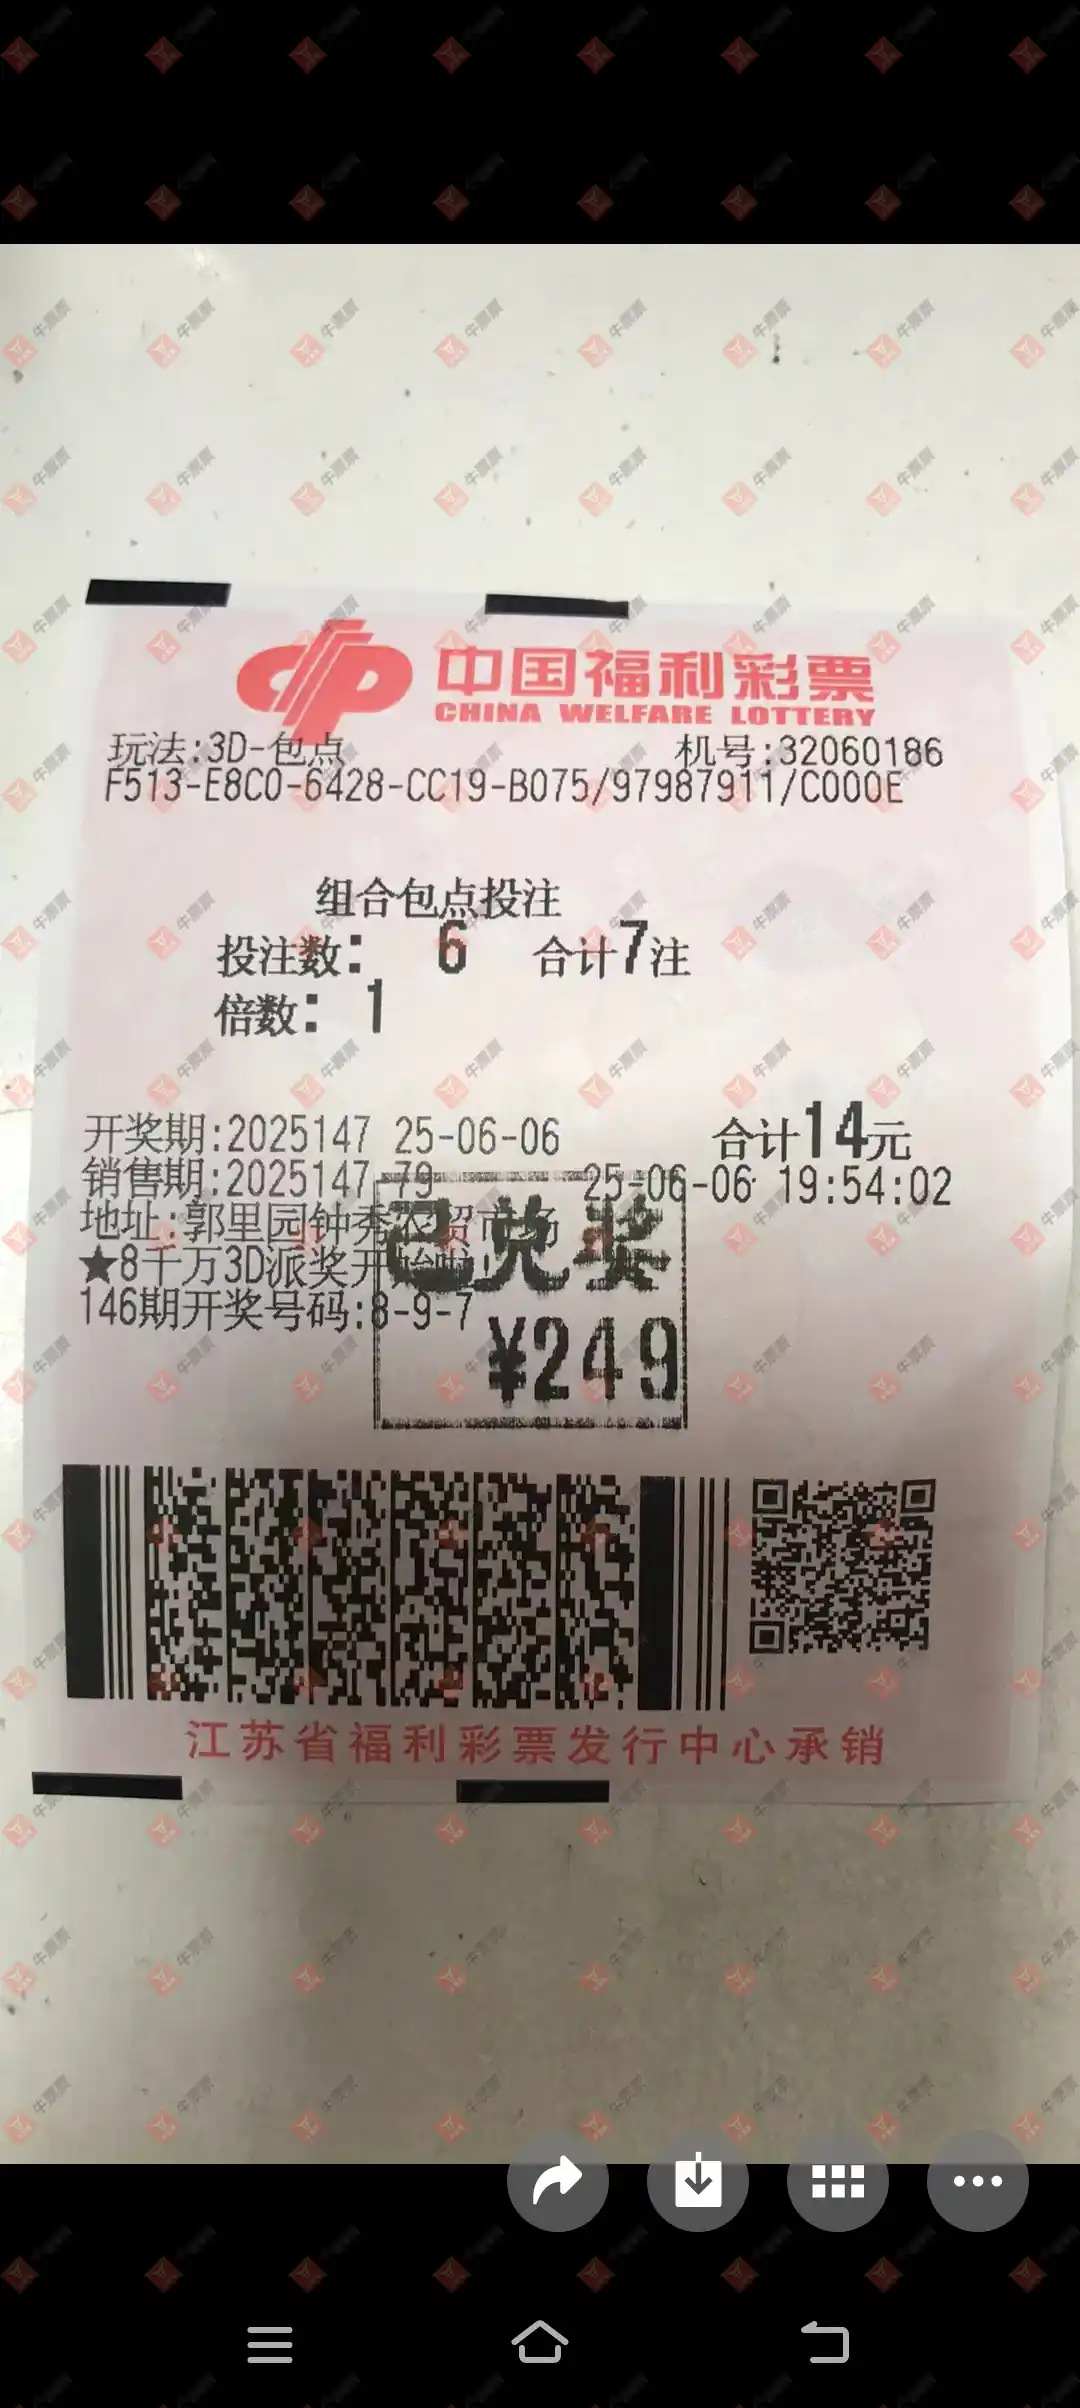 中国福利彩票
CHINA WELFARE LOTTERY
玩法:3D-包点 机号:32060186
F513-E8C0-6428-CC19-B075/97987911/C000E
组合包点投注
投注数: 6 合计7注
倍数: 1
开奖期:2025147 25-06-06 合计14元
销售期:2025147 79 25-06-06 19:54:02
地址:郭里园钟秀农贸市场
★8千万3D派奖开始啦!
146期开奖号码:8-9-7
已兑奖
¥249
江苏省福利彩票发行中心承销
牛票票